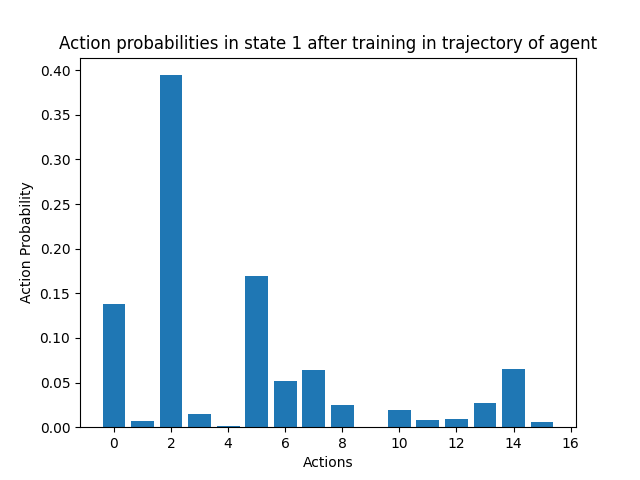 Action probabilities in state 1 after training in trajectory of agent
0.40
0.35
0.30
0.25
0.20
0.15
0.10
0.05
0.00
Action Probability
0 2 4 6 8 10 12 14 16
Actions